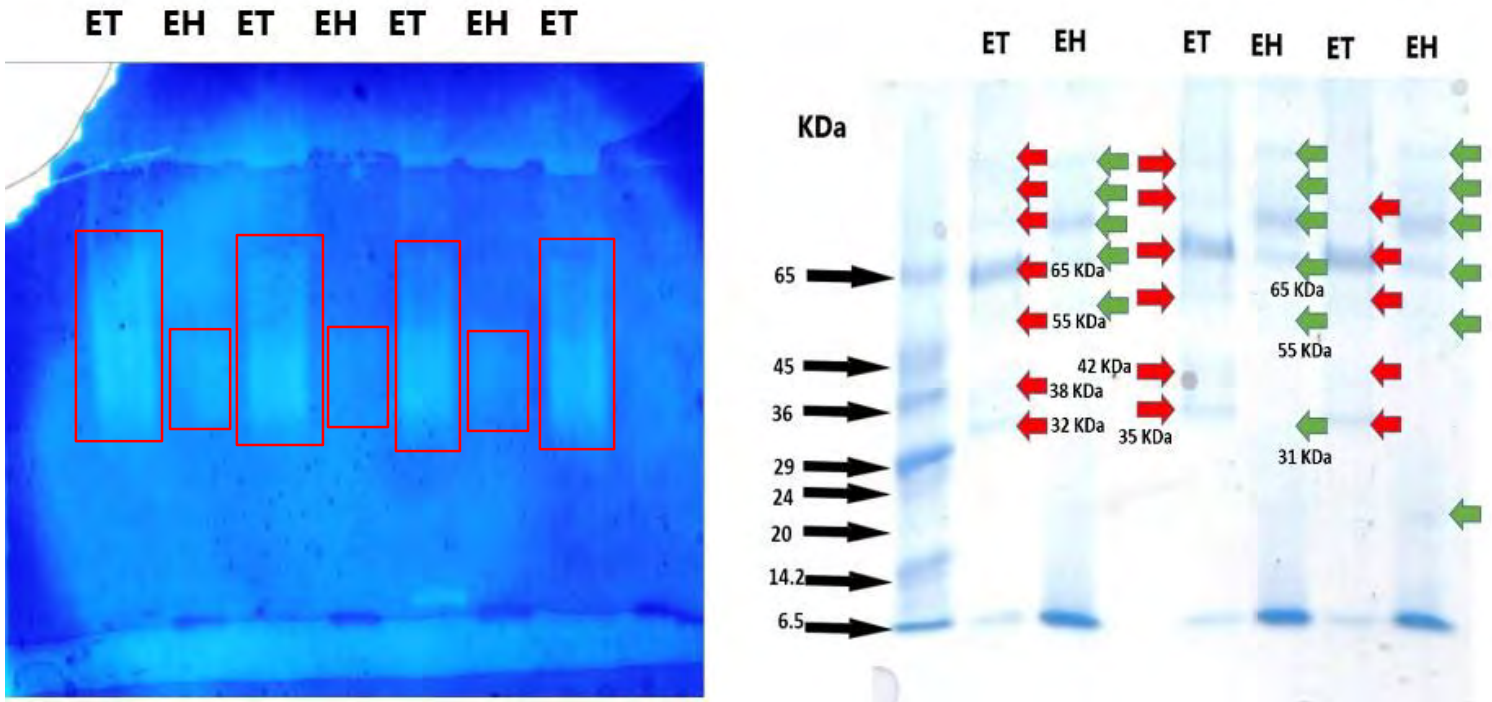 ET EH ET EH ET EH ET
ET EH ET EH ET EH
KDa
65
45
36
29
24
20
14.2
6.5
65 KDa
55 KDa
38 KDa
32 KDa
42 KDa
35 KDa
65 KDa
55 KDa
31 KDa